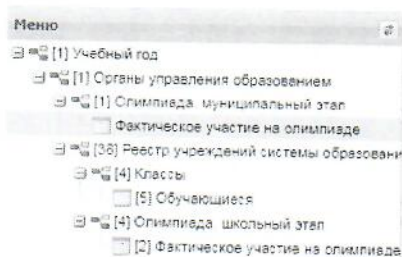 Меню
[1] Учебный год
[1] Органы управления образованием
[1] Олимпиада муниципальный этап
Фактическое участие на олимпиаде
[36] Реестр учреждений системы образовани
[4] Классы
[5] Обучающиеся
[4] Олимпиада школьный этап
[2] Фактическое участие на олимпиаде